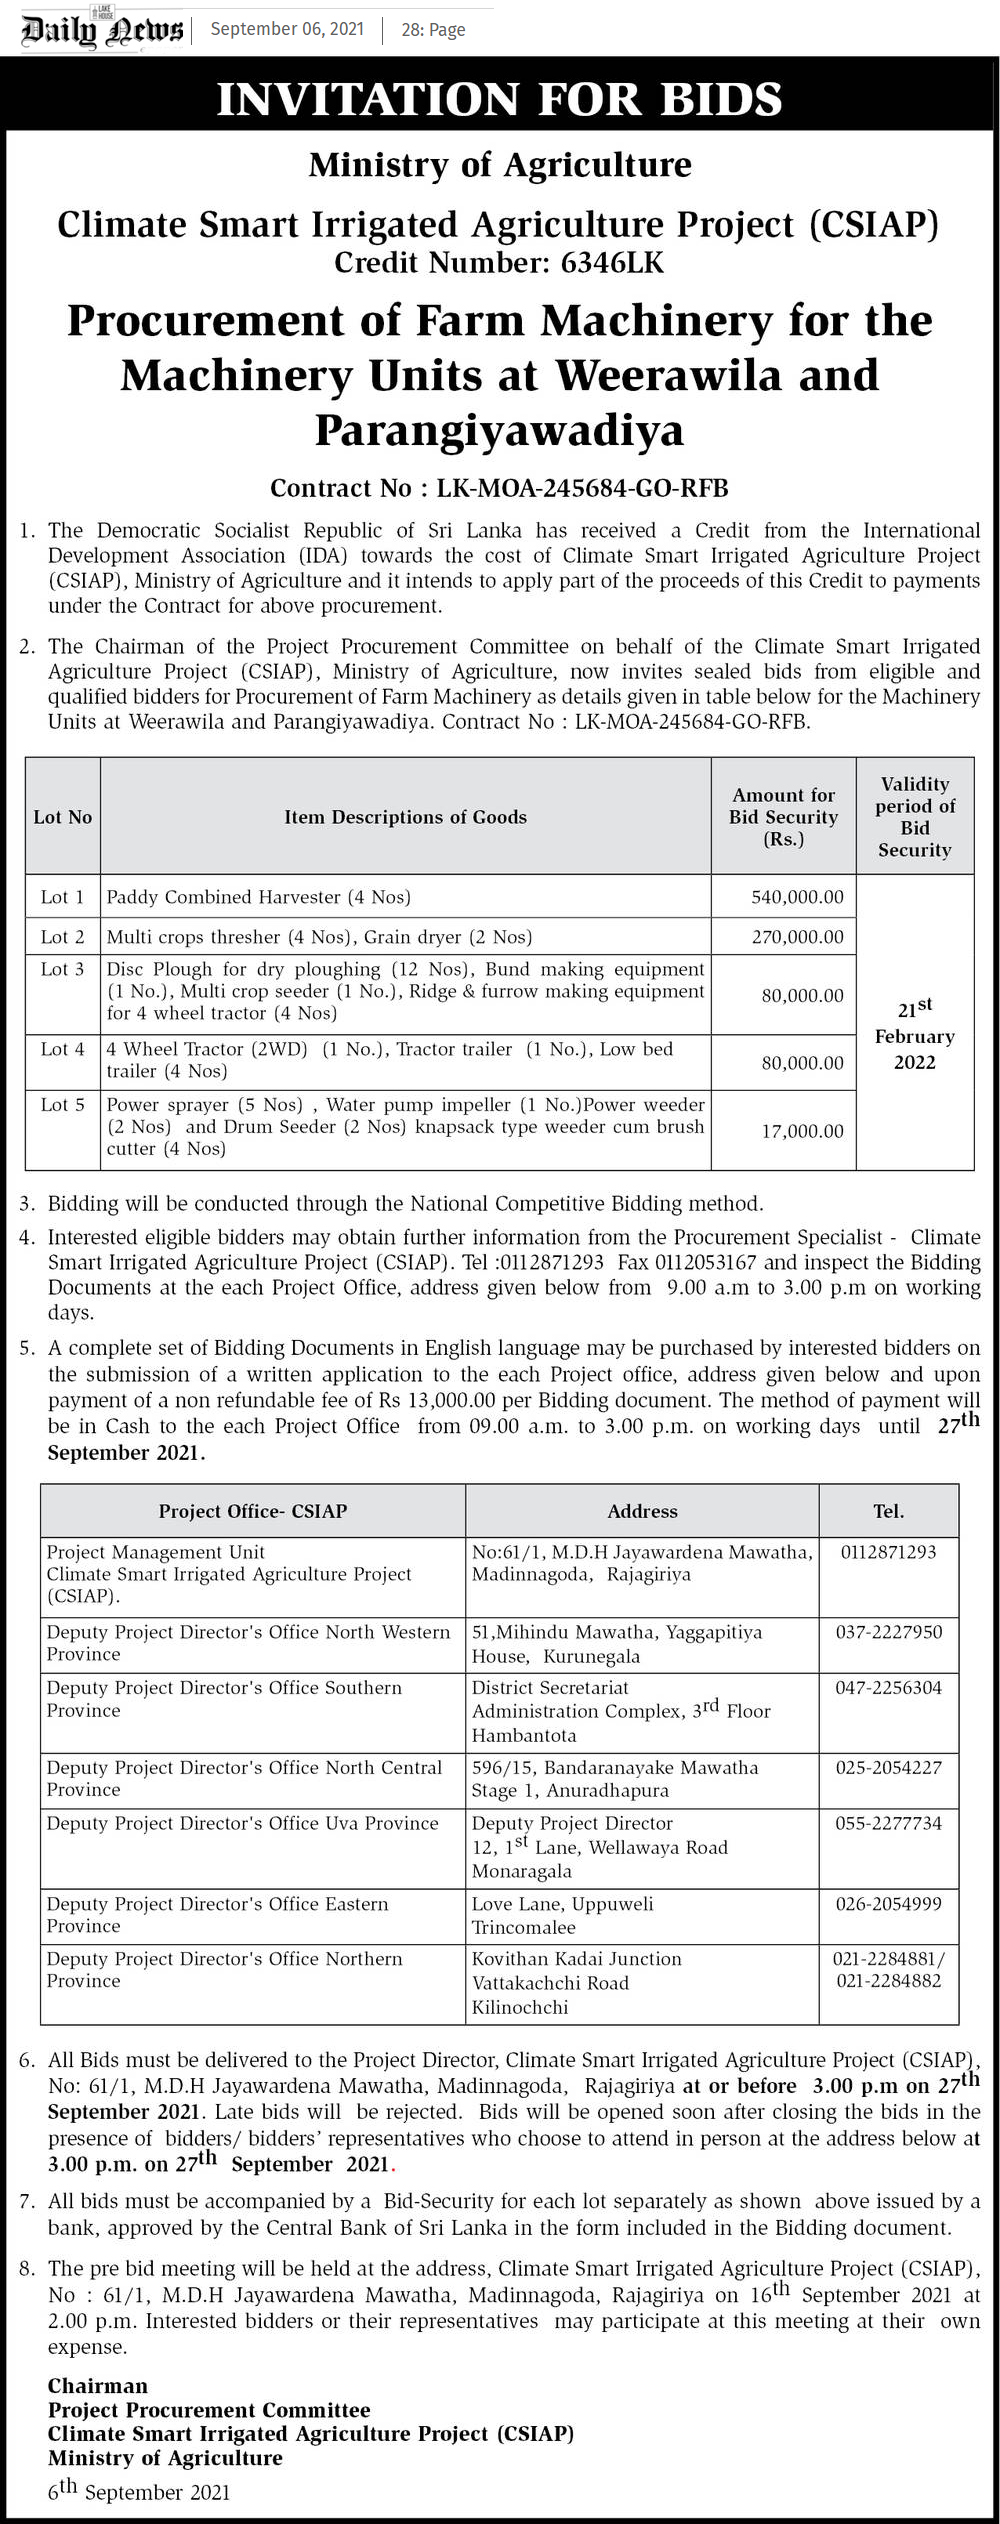 LAKE
HOUSE
Daily News
September 06, 2021
28: Page
INVITATION FOR BIDS
Ministry of Agriculture
Climate Smart Irrigated Agriculture Project (CSIAP)
Credit Number: 6346LK
Procurement of Farm Machinery for the
Machinery Units at Weerawila and
Parangiyawadiya
Contract No : LK-MOA-245684-GO-RFB
1. The Democratic Socialist Republic of Sri Lanka has received a Credit from the International
Development Association (IDA) towards the cost of Climate Smart Irrigated Agriculture Project
(CSIAP), Ministry of Agriculture and it intends to apply part of the proceeds of this Credit to payments
under the Contract for above procurement.
2. The Chairman of the Project Procurement Committee on behalf of the Climate Smart Irrigated
Agriculture Project (CSIAP), Ministry of Agriculture, now invites sealed bids from eligible and
qualified bidders for Procurement of Farm Machinery as details given in table below for the Machinery
Units at Weerawila and Parangiyawadiya. Contract No : LK-MOA-245684-GO-RFB.
Lot No
Item Descriptions of Goods
Amount for
Bid Security
(Rs.)
Validity
period of
Bid
Security
Lot 1 Paddy Combined Harvester (4 Nos) 540,000.00
Lot 2 Multi crops thresher (4 Nos), Grain dryer (2 Nos) 270,000.00
Lot 3 Disc Plough for dry ploughing (12 Nos), Bund making equipment
(1 No.), Multi crop seeder (1 No.), Ridge & furrow making equipment
for 4 wheel tractor (4 Nos)
80,000.00
Lot 4 4 Wheel Tractor (2WD) (1 No.), Tractor trailer (1 No.), Low bed
trailer (4 Nos)
80,000.00
Lot 5 Power sprayer (5 Nos) , Water pump impeller (1 No.)Power weeder
(2 Nos) and Drum Seeder (2 Nos) knapsack type weeder cum brush
cutter (4 Nos)
17,000.00
21st
February
2022
3. Bidding will be conducted through the National Competitive Bidding method.
4. Interested eligible bidders may obtain further information from the Procurement Specialist - Climate
Smart Irrigated Agriculture Project (CSIAP). Tel :0112871293 Fax 0112053167 and inspect the Bidding
Documents at the each Project Office, address given below from 9.00 a.m to 3.00 p.m on working
days.
5. A complete set of Bidding Documents in English language may be purchased by interested bidders on
the submission of a written application to the each Project office, address given below and upon
payment of a non refundable fee of Rs 13,000.00 per Bidding document. The method of payment will
be in Cash to the each Project Office from 09.00 a.m. to 3.00 p.m. on working days until 27th
September 2021.
Project Office- CSIAP Address Tel.
Project Management Unit
Climate Smart Irrigated Agriculture Project
(CSIAP).
No:61/1, M.D.H Jayawardena Mawatha,
Madinnagoda, Rajagiriya
0112871293
Deputy Project Director's Office North Western
Province
51,Mihindu Mawatha, Yaggapitiya
House, Kurunegala
037-2227950
Deputy Project Director's Office Southern
Province
District Secretariat
Administration Complex, 3rd Floor
Hambantota
047-2256304
Deputy Project Director's Office North Central
Province
596/15, Bandaranayake Mawatha
Stage 1, Anuradhapura
025-2054227
Deputy Project Director's Office Uva Province
Deputy Project Director
12, 1st Lane, Wellawaya Road
Monaragala
055-2277734
Deputy Project Director's Office Eastern
Province
Love Lane, Uppuweli
Trincomalee
026-2054999
Deputy Project Director's Office Northern
Province
Kovithan Kadai Junction
Vattakachchi Road
Kilinochchi
021-2284881/
021-2284882
6. All Bids must be delivered to the Project Director, Climate Smart Irrigated Agriculture Project (CSIAP),
No: 61/1, M.D.H Jayawardena Mawatha, Madinnagoda, Rajagiriya at or before 3.00 p.m on 27th
September 2021. Late bids will be rejected. Bids will be opened soon after closing the bids in the
presence of bidders/ bidders’ representatives who choose to attend in person at the address below at
3.00 p.m. on 27th September 2021.
7. All bids must be accompanied by a Bid-Security for each lot separately as shown above issued by a
bank, approved by the Central Bank of Sri Lanka in the form included in the Bidding document.
8. The pre bid meeting will be held at the address, Climate Smart Irrigated Agriculture Project (CSIAP),
No : 61/1, M.D.H Jayawardena Mawatha, Madinnagoda, Rajagiriya on 16th September 2021 at
2.00 p.m. Interested bidders or their representatives may participate at this meeting at their own
expense.
Chairman
Project Procurement Committee
Climate Smart Irrigated Agriculture Project (CSIAP)
Ministry of Agriculture
6th September 2021